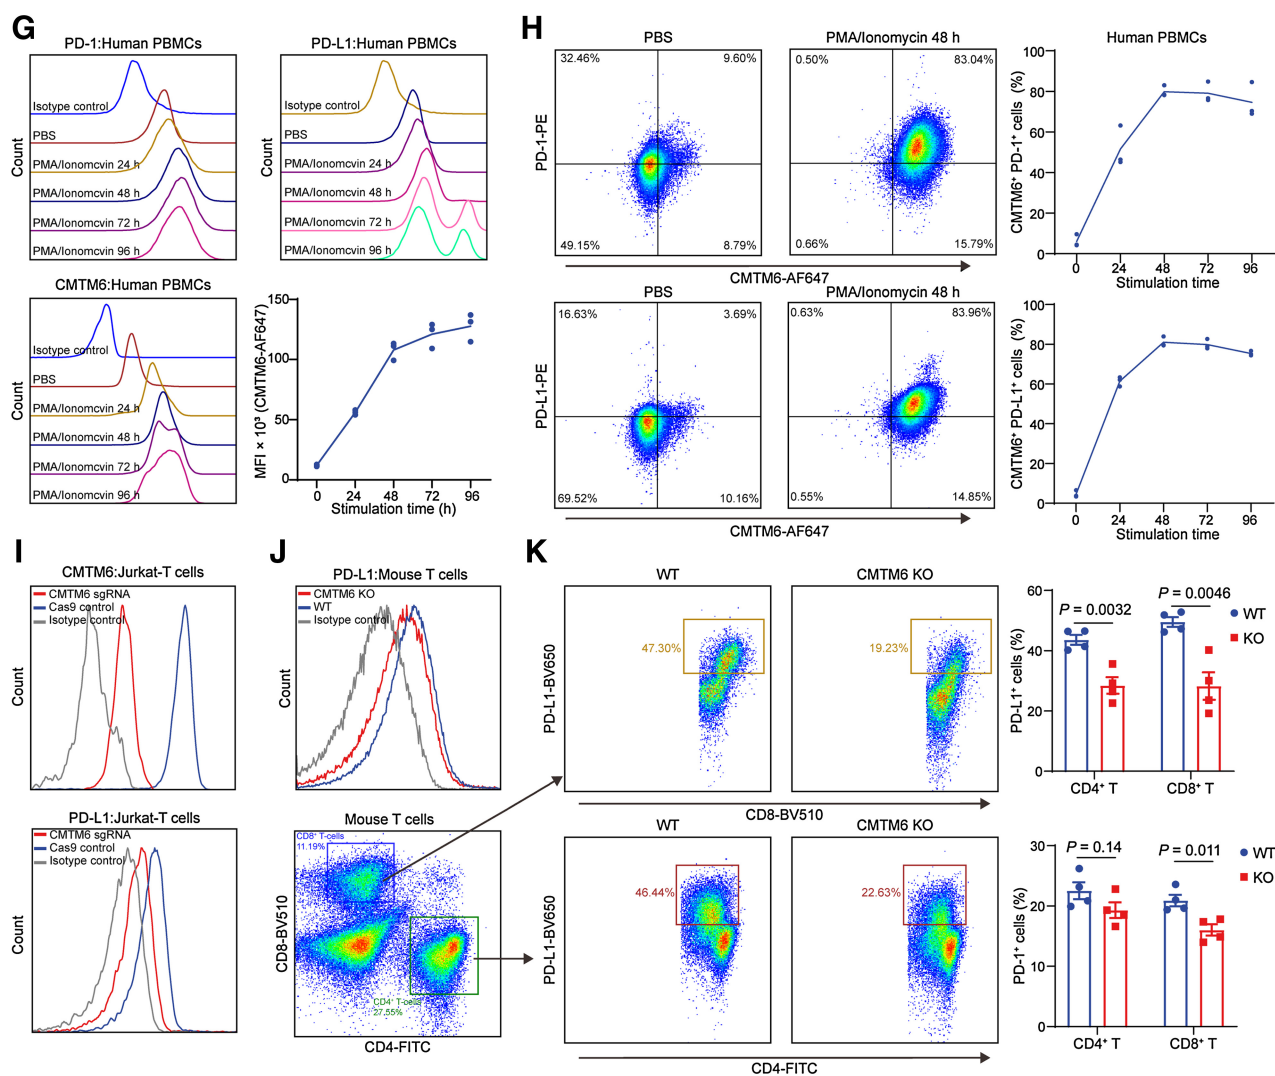 G
PD-1:Human PBMCs
Count
Isotype control
PBS
PMA/Ionomcvin 24 h
PMA/Ionomcvin 48 h
PMA/Ionomcvin 72 h
PMA/Ionomcvin 96 h
PD-L1:Human PBMCs
Count
Isotype control
PBS
PMA/Ionomcvin 24 h
PMA/Ionomcvin 48 h
PMA/Ionomcvin 72 h
PMA/Ionomcvin 96 h
CMTM6:Human PBMCs
Count
Isotype control
PBS
PMA/Ionomcvin 24 h
PMA/Ionomcvin 48 h
PMA/Ionomcvin 72 h
PMA/Ionomcvin 96 h
MFI × 10³ (CMTM6-AF647)
150
100
50
0
0 24 48 72 96
Stimulation time (h)
H
PBS
PD-1-PE
32.46% 9.60%
49.15% 8.79%
PMA/Ionomycin 48 h
0.50% 83.04%
0.66% 15.79%
CMTM6-AF647
Human PBMCs
CMTM6⁺ PD-1⁺ cells (%)
100
80
60
40
20
0
0 24 48 72 96
Stimulation time
PBS
PD-L1-PE
16.63% 3.69%
69.52% 10.16%
PMA/Ionomycin 48 h
0.63% 83.96%
0.55% 14.85%
CMTM6-AF647
CMTM6⁺ PD-L1⁺ cells (%)
100
80
60
40
20
0
0 24 48 72 96
Stimulation time
I
CMTM6:Jurkat-T cells
CMTM6 sgRNA
Cas9 control
Isotype control
Count
PD-L1:Jurkat-T cells
CMTM6 sgRNA
Cas9 control
Isotype control
Count
J
PD-L1:Mouse T cells
CMTM6 KO
WT
Isotype control
Count
Mouse T cells
CD8⁺ T-cells
11.19%
CD4⁺ T-cells
27.55%
CD8-BV510
CD4-FITC
K
WT
47.30%
CMTM6 KO
19.23%
PD-L1-BV650
CD8-BV510
PD-L1⁺ cells (%)
60
40
20
0
P = 0.0032
P = 0.0046
WT
KO
CD4⁺ T CD8⁺ T
WT
46.44%
CMTM6 KO
22.63%
PD-L1-BV650
CD4-FITC
PD-1⁺ cells (%)
30
20
10
0
P = 0.14
P = 0.011
WT
KO
CD4⁺ T CD8⁺ T